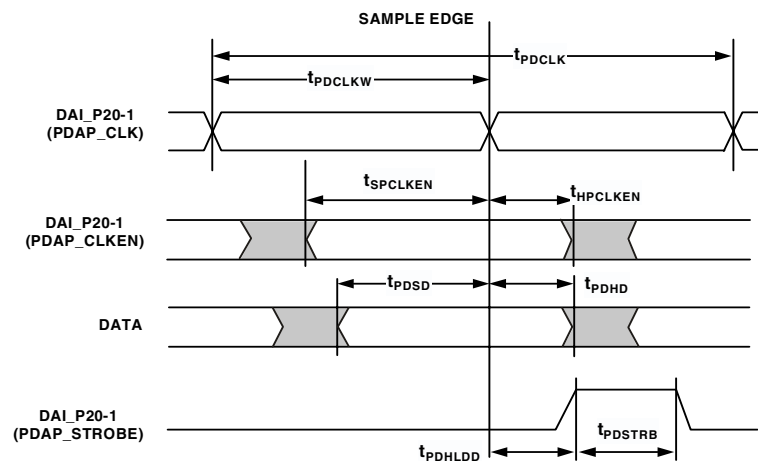 SAMPLE EDGE
tPDCLK
tPDCLKW
DAI_P20-1
(PDAP_CLK)
tSPCLKEN
tHPCLKEN
DAI_P20-1
(PDAP_CLKEN)
tPDSD
tPDHD
DATA
DAI_P20-1
(PDAP_STROBE)
tPDSTRB
tPDHLDD